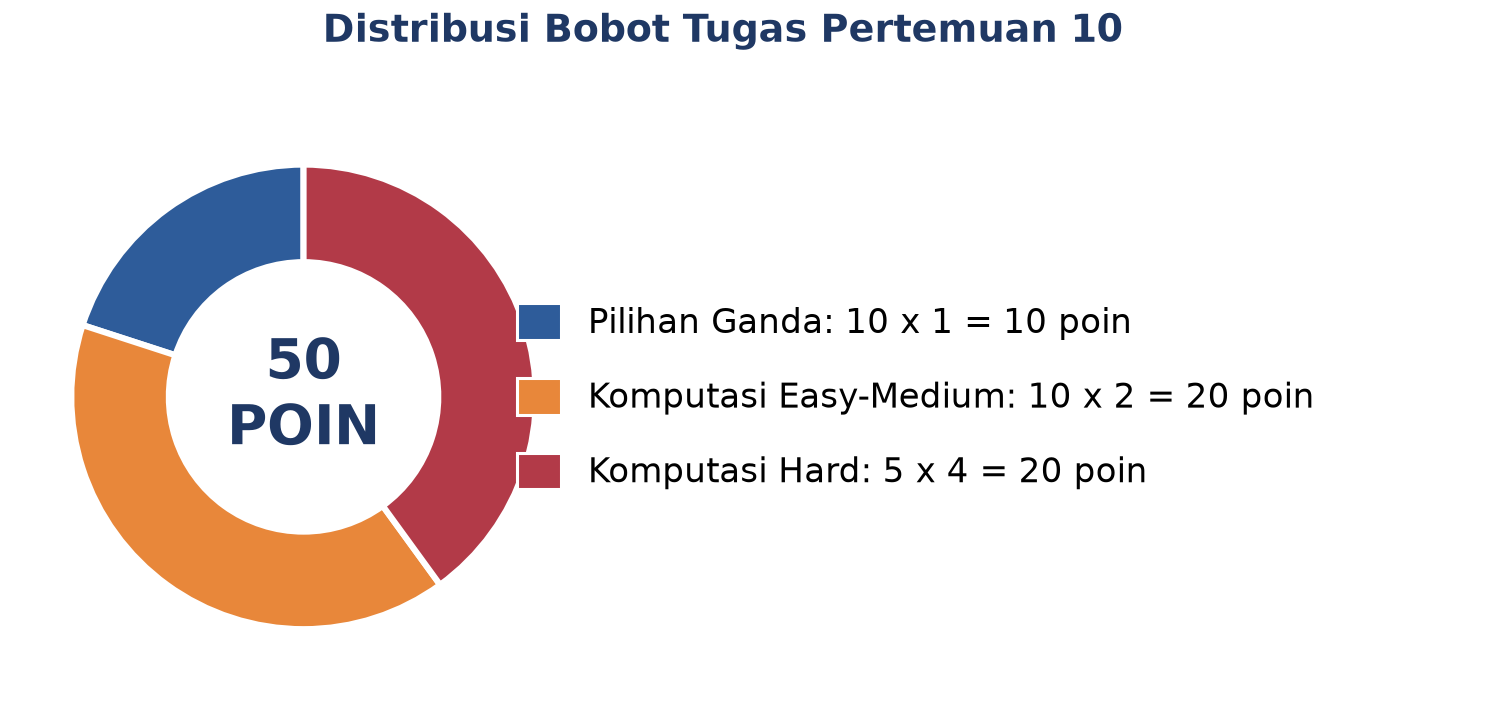 Distribusi Bobot Tugas Pertemuan 10
50
POIN
Pilihan Ganda: 10 x 1 = 10 poin
Komputasi Easy-Medium: 10 x 2 = 20 poin
Komputasi Hard: 5 x 4 = 20 poin